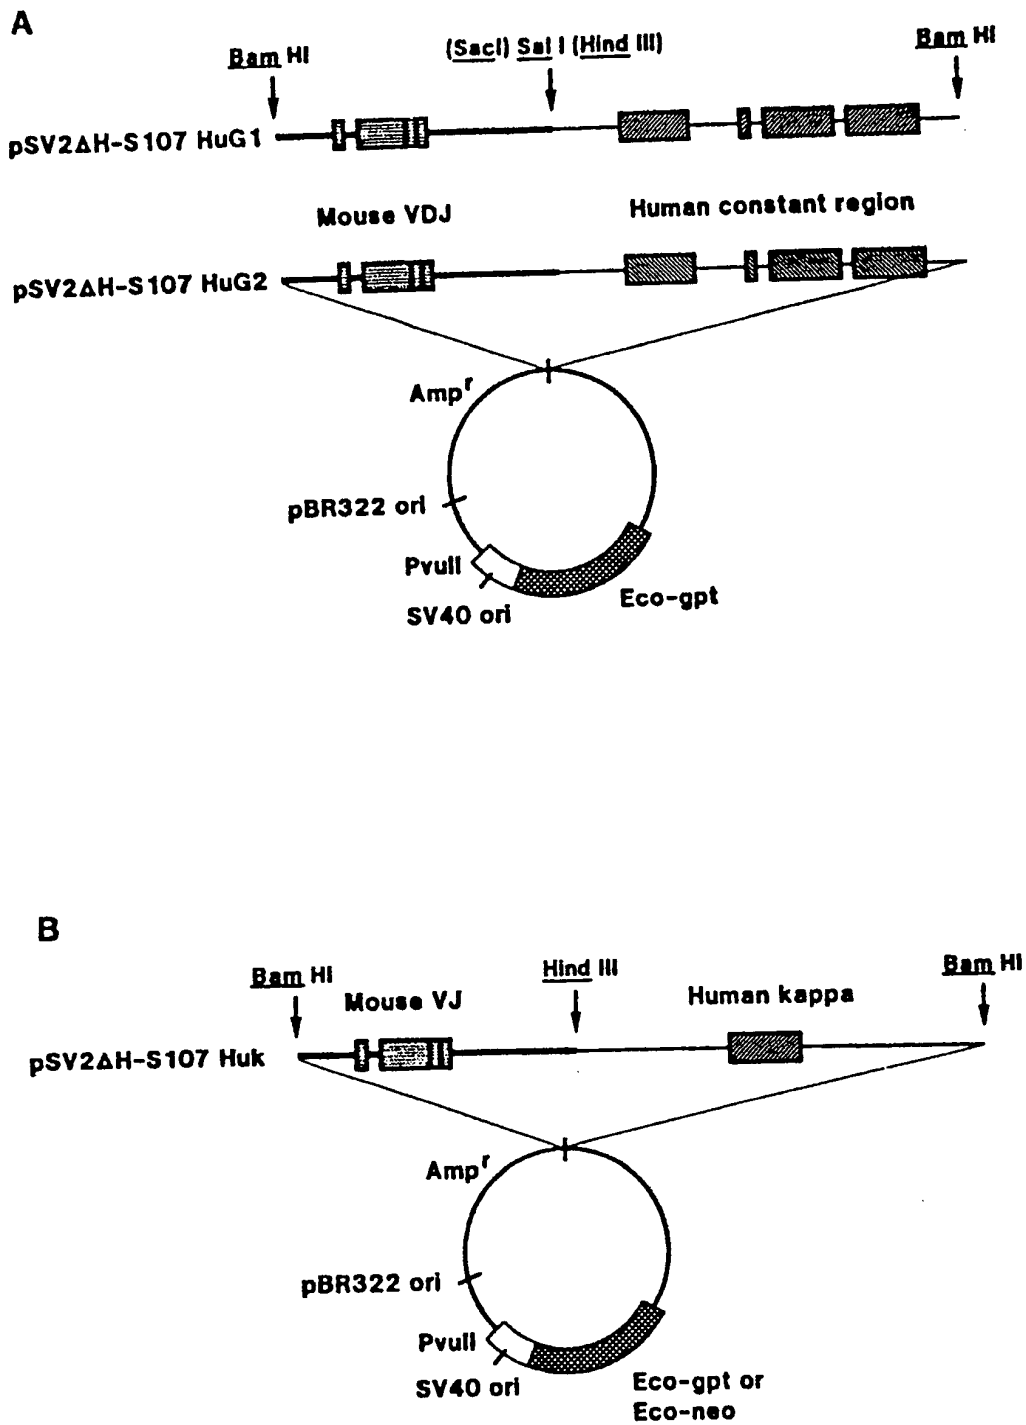 A
Bam HI
(SacI) Sal I (Hind III)
Bam HI
pSV2ΔH-S107 HuG1
Mouse VDJ
Human constant region
pSV2ΔH-S107 HuG2
Ampʳ
pBR322 ori
PvuII
SV40 ori
Eco-gpt
B
Bam HI
Mouse VJ
Hind III
Human kappa
Bam HI
pSV2ΔH-S107 Huk
Ampʳ
pBR322 ori
PvuII
SV40 ori
Eco-gpt or
Eco-neo